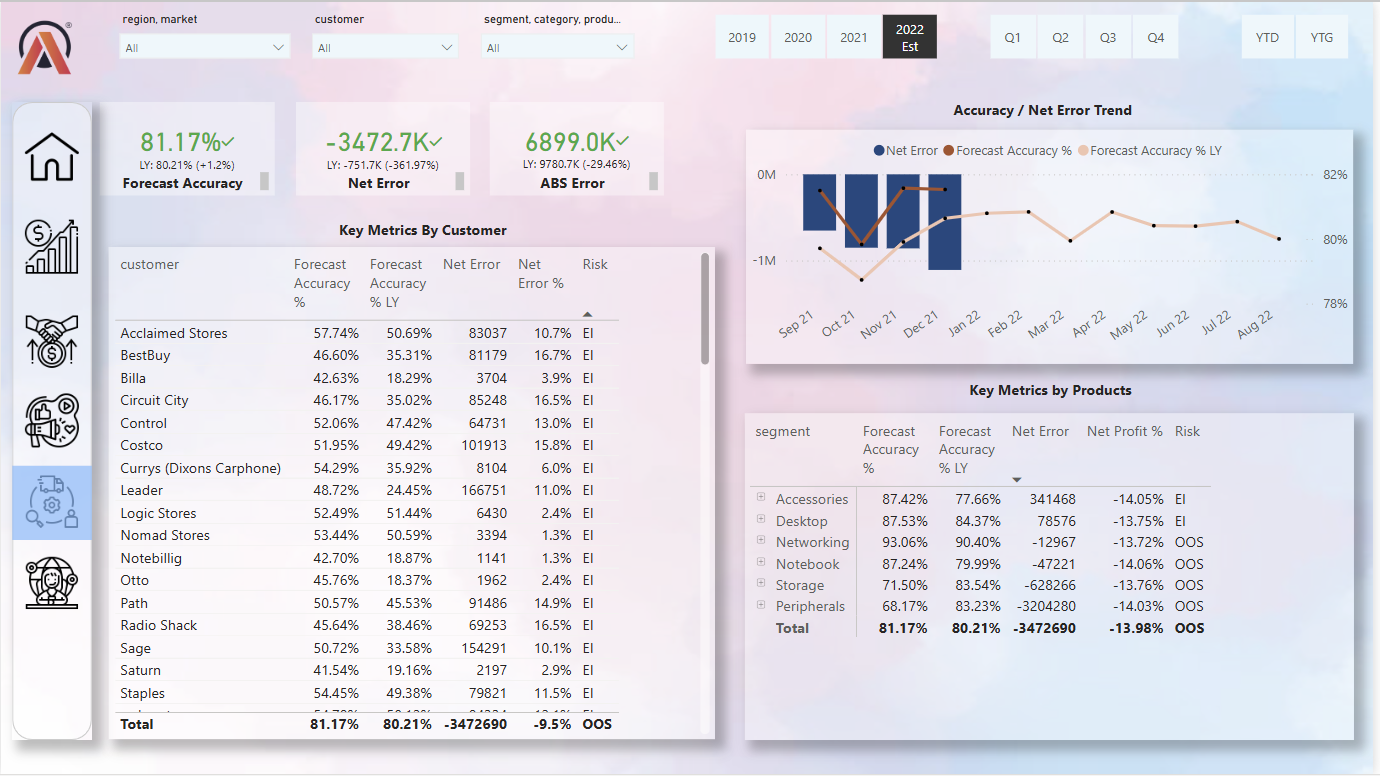 region, market
customer
segment, category, produ...
All
All
All
2019
2020
2021
2022
Est
Q1
Q2
Q3
Q4
YTD
YTG
81.17%
LY: 80.21% (+1.2%)
Forecast Accuracy
-3472.7K
LY: -751.7K (-361.97%)
Net Error
6899.0K
LY: 9780.7K (-29.46%)
ABS Error
Accuracy / Net Error Trend
Net Error Forecast Accuracy % Forecast Accuracy % LY
0M
-1M
82%
80%
78%
Sep 21
Oct 21
Nov 21
Dec 21
Jan 22
Feb 22
Mar 22
Apr 22
May 22
Jun 22
Jul 22
Aug 22
Key Metrics By Customer
customer Forecast Accuracy % Forecast Accuracy % LY Net Error Net Error % Risk
Acclaimed Stores 57.74% 50.69% 83037 10.7% EI
BestBuy 46.60% 35.31% 81179 16.7% EI
Billa 42.63% 18.29% 3704 3.9% EI
Circuit City 46.17% 35.02% 85248 16.5% EI
Control 52.06% 47.42% 64731 13.0% EI
Costco 51.95% 49.42% 101913 15.8% EI
Currys (Dixons Carphone) 54.29% 35.92% 8104 6.0% EI
Leader 48.72% 24.45% 166751 11.0% EI
Logic Stores 52.49% 51.44% 6430 2.4% EI
Nomad Stores 53.44% 50.59% 3394 1.3% EI
Notebillig 42.70% 18.87% 1141 1.3% EI
Otto 45.76% 18.37% 1962 2.4% EI
Path 50.57% 45.53% 91486 14.9% EI
Radio Shack 45.64% 38.46% 69253 16.5% EI
Sage 50.72% 33.58% 154291 10.1% EI
Saturn 41.54% 19.16% 2197 2.9% EI
Staples 54.45% 49.38% 79821 11.5% EI
Total 81.17% 80.21% -3472690 -9.5% OOS
Key Metrics by Products
segment Forecast Accuracy % Forecast Accuracy % LY Net Error Net Profit % Risk
Accessories 87.42% 77.66% 341468 -14.05% EI
Desktop 87.53% 84.37% 78576 -13.75% EI
Networking 93.06% 90.40% -12967 -13.72% OOS
Notebook 87.24% 79.99% -47221 -14.06% OOS
Storage 71.50% 83.54% -628266 -13.76% OOS
Peripherals 68.17% 83.23% -3204280 -14.03% OOS
Total 81.17% 80.21% -3472690 -13.98% OOS